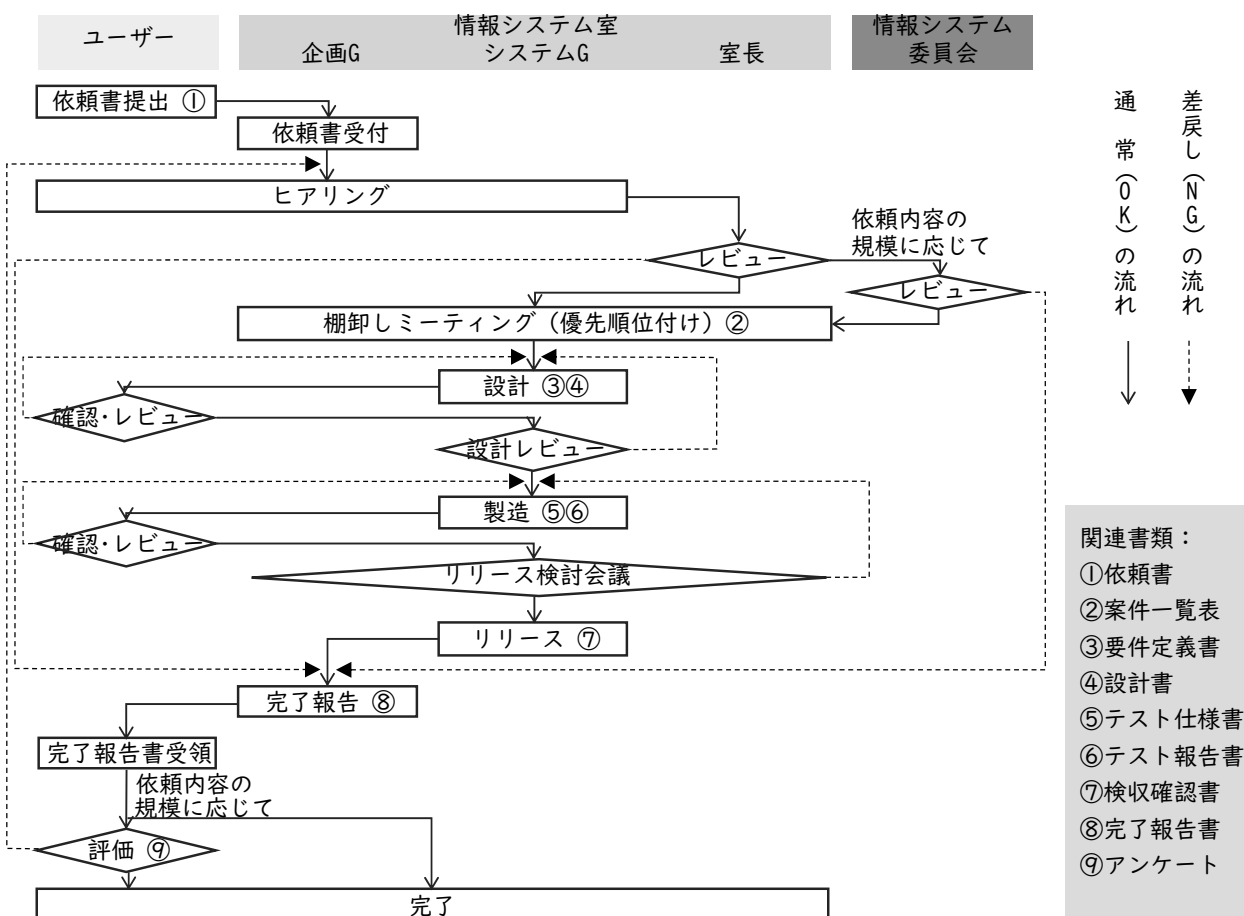 ユーザー
情報システム室
企画G
システムG
室長
情報システム
委員会
依頼書提出 ①
依頼書受付
ヒアリング
レビュー
依頼内容の
規模に応じて
レビュー
棚卸しミーティング（優先順位付け）②
設計 ③④
確認・レビュー
設計レビュー
製造 ⑤⑥
確認・レビュー
リリース検討会議
リリース ⑦
完了報告 ⑧
完了報告書受領
依頼内容の
規模に応じて
評価 ⑨
完了
通 常（OK）の流れ
差戻し（NG）の流れ
関連書類：
①依頼書
②案件一覧表
③要件定義書
④設計書
⑤テスト仕様書
⑥テスト報告書
⑦検収確認書
⑧完了報告書
⑨アンケート